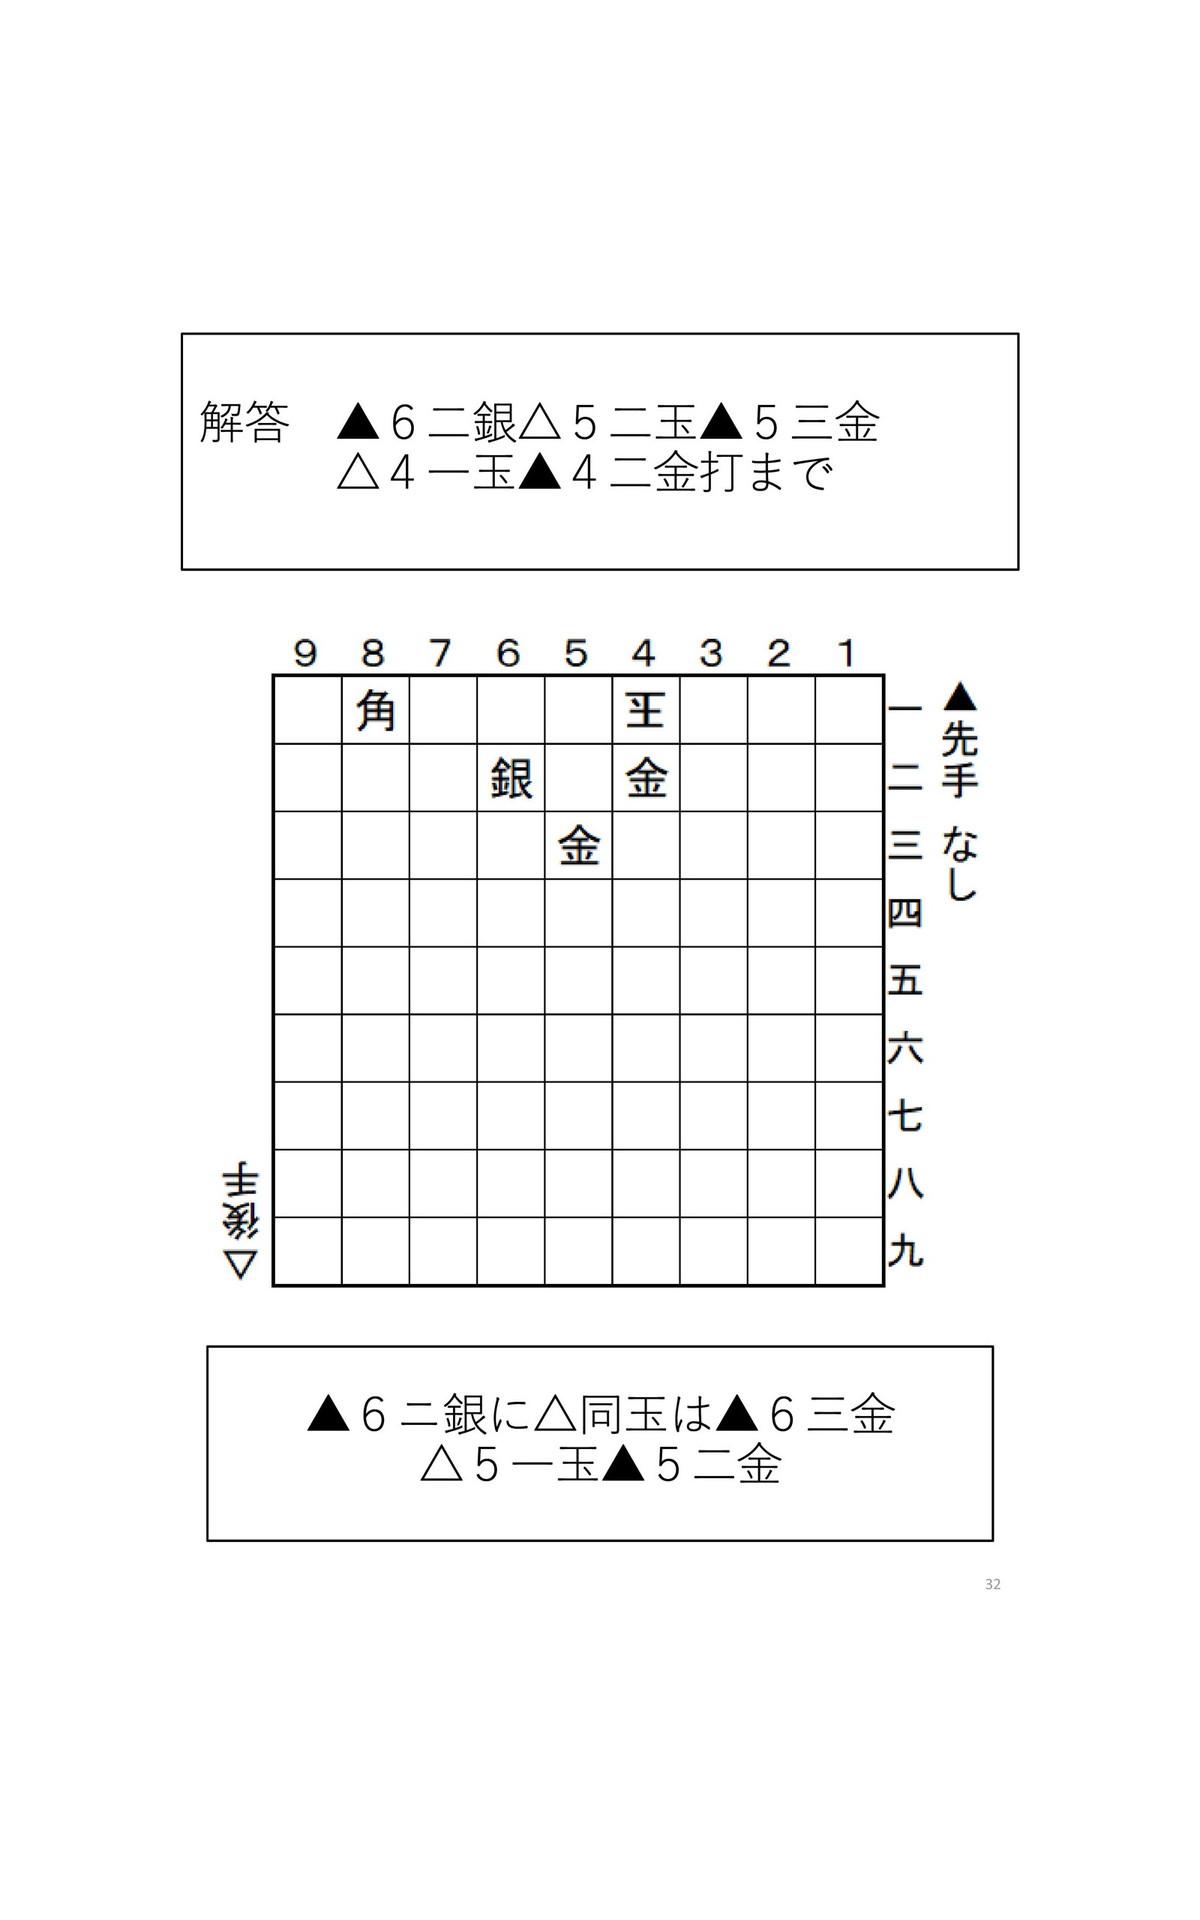 解答　▲６二銀△５二玉▲５三金
△４一玉▲４二金打まで
９ ８ ７ ６ ５ ４ ３ ２ １
角 王 一
銀 金 二
金 三
四
五
六
七
八
九
▲先手 なし
△後手
▲６ニ銀に△同玉は▲６三金
△５一玉▲５二金
32